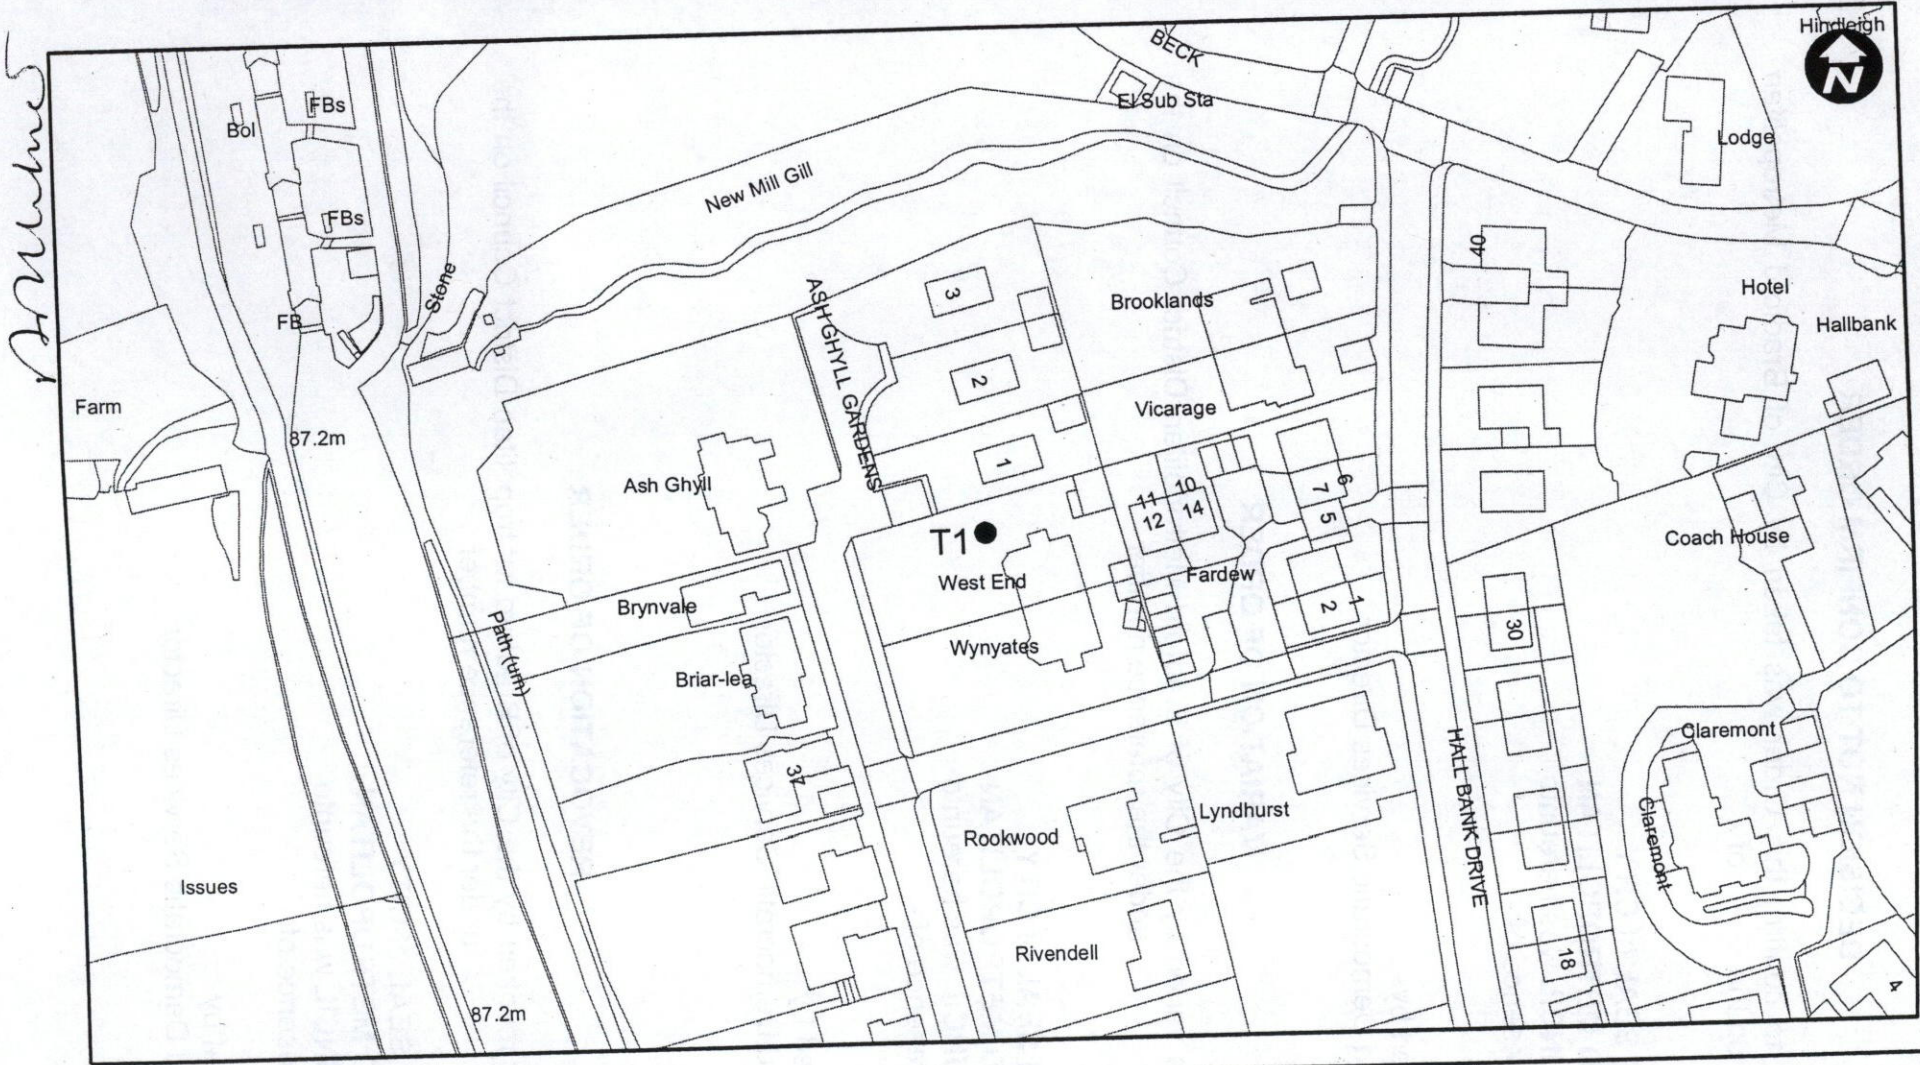 Hindleigh
N
BECK
El Sub Sta
Lodge
FBs
Bol
New Mill Gill
FBs
Stone
40
Hotel
Hallbank
FB
ASH GHYLL GARDENS
3
Brooklands
2
Vicarage
Farm
87.2m
1
Ash Ghyll
11
10
12
14
6
7
5
T1
Coach House
West End
Fardew
Brynvale
1
2
30
Path (um)
Wynyates
Briar-lea
Claremont
HALL BANK DRIVE
37
Lyndhurst
Rookwood
Claremont
Issues
Rivendell
18
4
87.2m